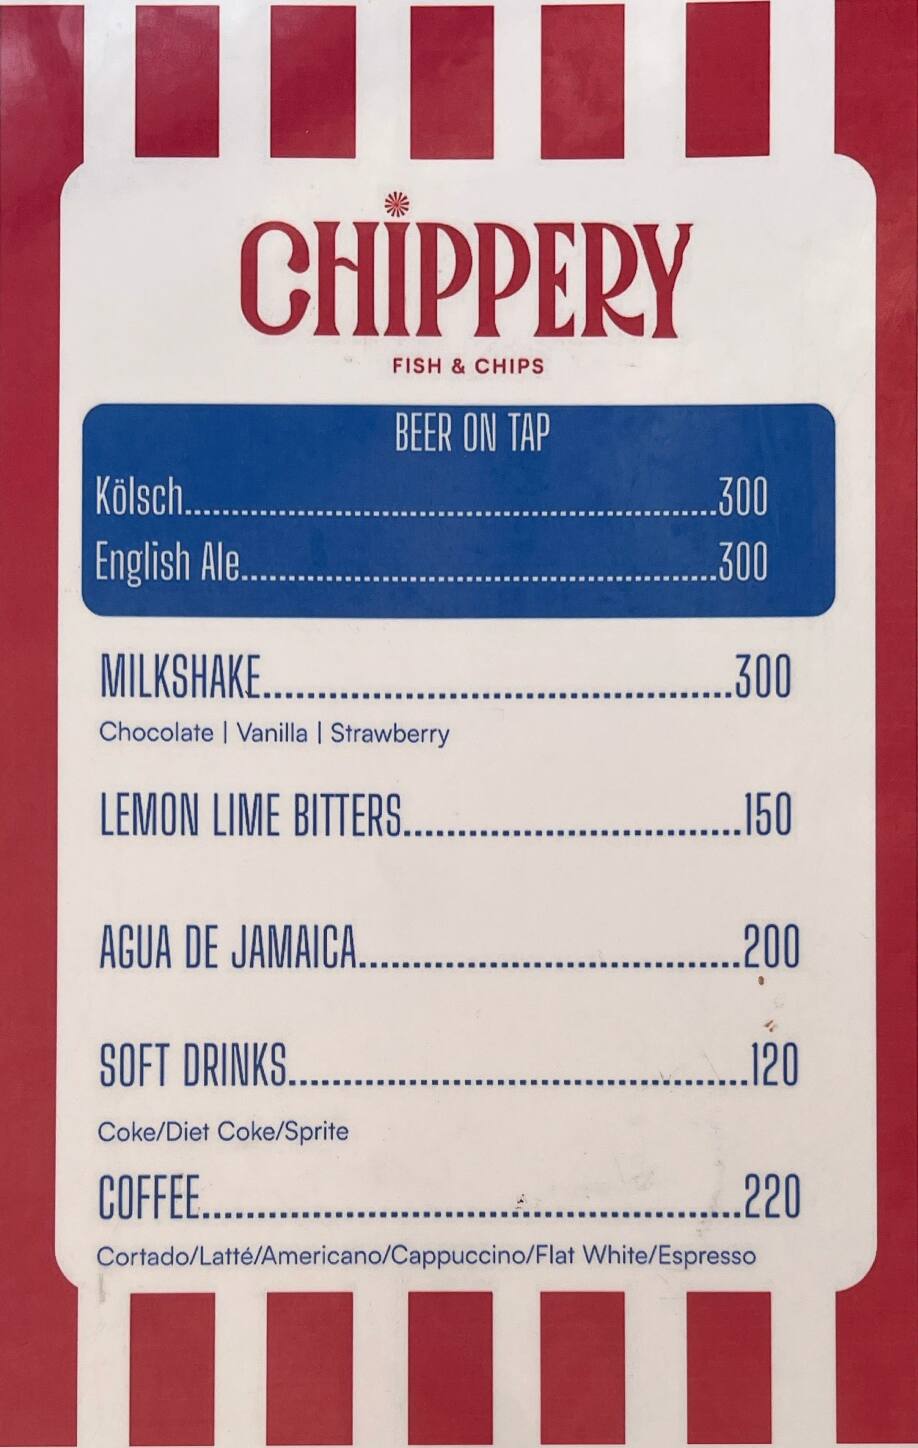 CHIPPERY
FISH & CHIPS
BEER ON TAP
Kölsch.........................................................300
English Ale...................................................300
MILKSHAKE............................................300
Chocolate | Vanilla | Strawberry
LEMON LIME BITTERS................................150
AGUA DE JAMAICA....................................200
SOFT DRINKS...........................................120
Coke/Diet Coke/Sprite
COFFEE...................................................220
Cortado/Latté/Americano/Cappuccino/Flat White/Espresso